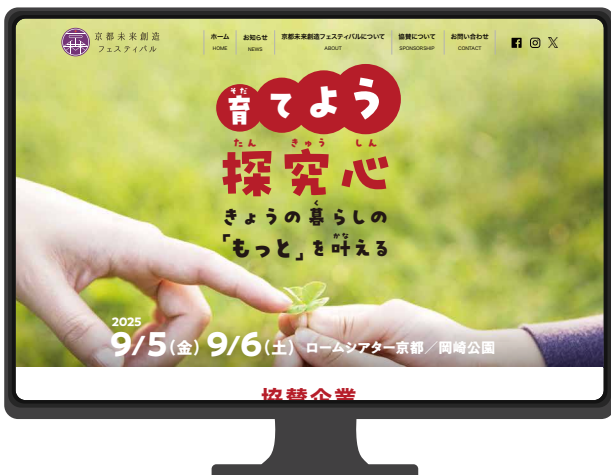 京都未来創造
フェスティバル
ホーム
HOME
お知らせ
NEWS
京都未来創造フェスティバルについて
ABOUT
協賛について
SPONSORSHIP
お問い合わせ
CONTACT
そだ
育てよう
たんきゅうしん
探究心
く
きょうの暮らしの
かな
「もっと」を叶える
2025
9/5(金) 9/6(土) ロームシアター京都／岡崎公園
協賛企業